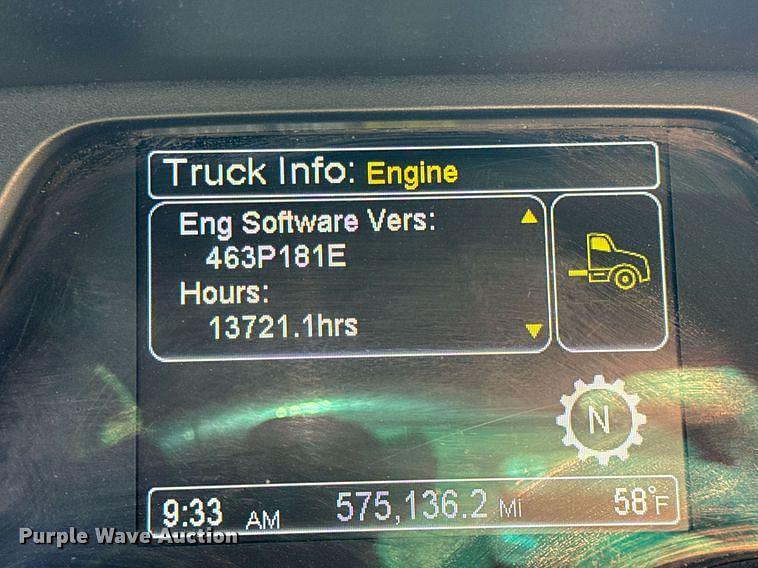 Truck Info: Engine
Eng Software Vers:
463P181E
Hours:
13721.1hrs
N
9:33 AM 575,136.2 Mi 58°F
Purple Wave Auction